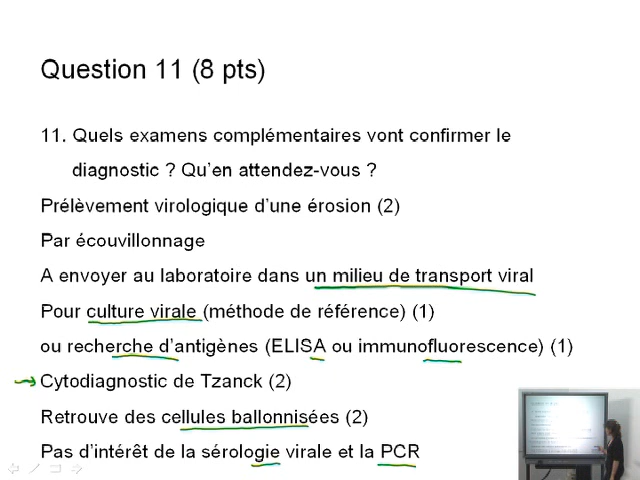 Question 11 (8 pts)
11. Quels examens complémentaires vont confirmer le
diagnostic ? Qu'en attendez-vous ?
Prélèvement virologique d'une érosion (2)
Par écouvillonnage
A envoyer au laboratoire dans un milieu de transport viral
Pour culture virale (méthode de référence) (1)
ou recherche d'antigènes (ELISA ou immunofluorescence) (1)
Cytodiagnostic de Tzanck (2)
Retrouve des cellules ballonnisées (2)
Pas d'intérêt de la sérologie virale et la PCR